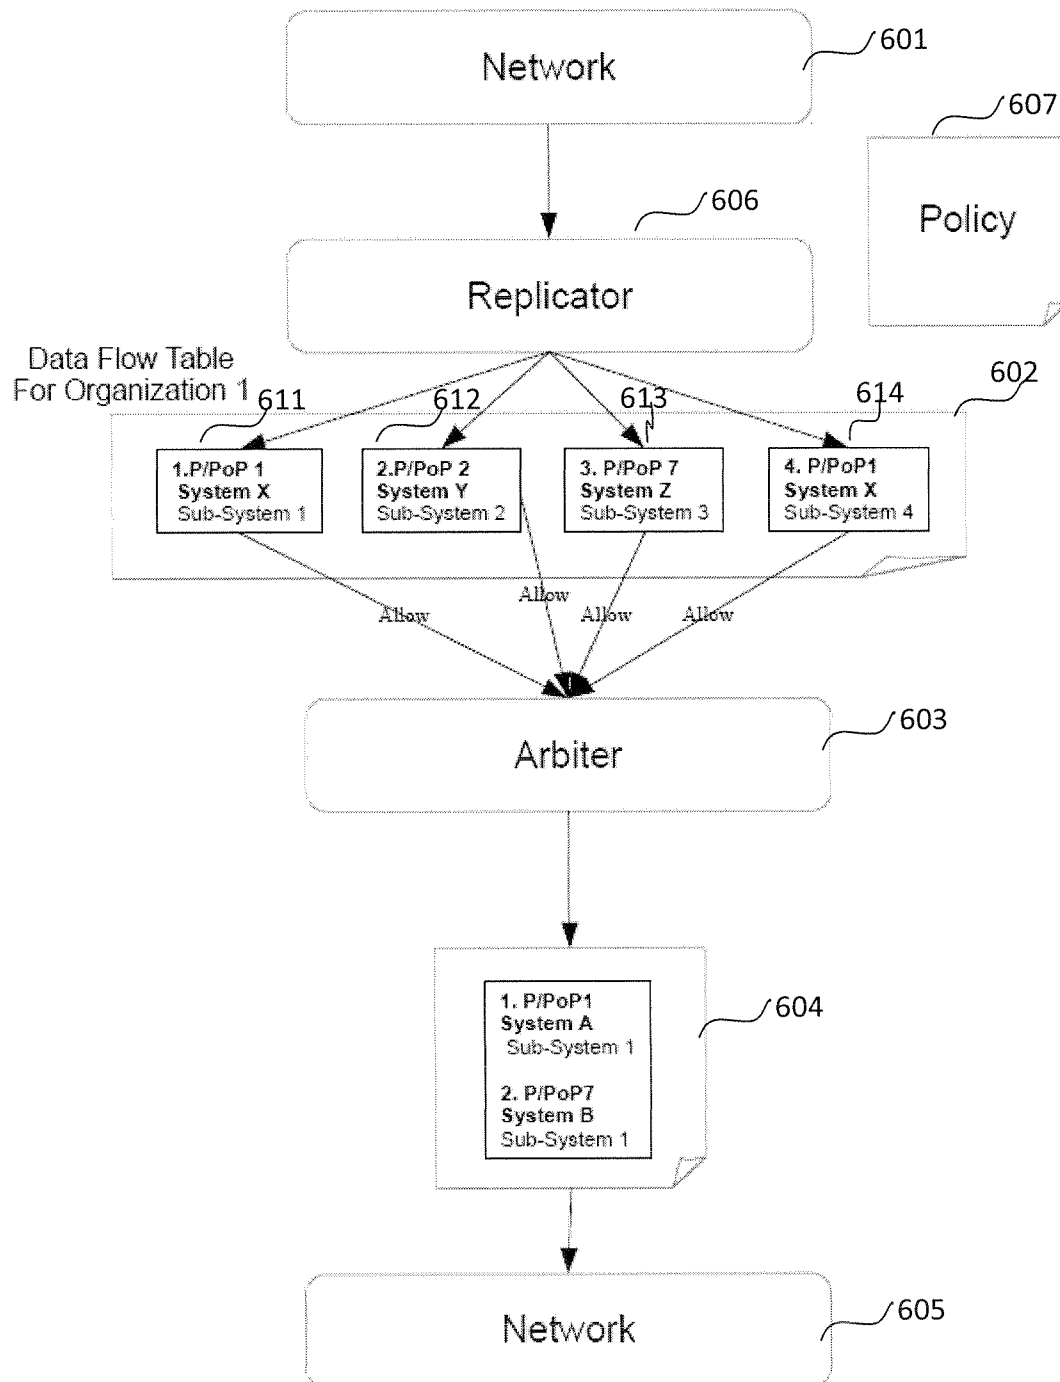 601
Network
607
Policy
606
Replicator
Data Flow Table
For Organization 1
602
611
612
613
614
1.P/PoP 1
System X
Sub-System 1
2.P/PoP 2
System Y
Sub-System 2
3. P/PoP 7
System Z
Sub-System 3
4. P/PoP1
System X
Sub-System 4
Allow
Allow
Allow
Allow
603
Arbiter
604
1. P/PoP1
System A
Sub-System 1
2. P/PoP7
System B
Sub-System 1
605
Network